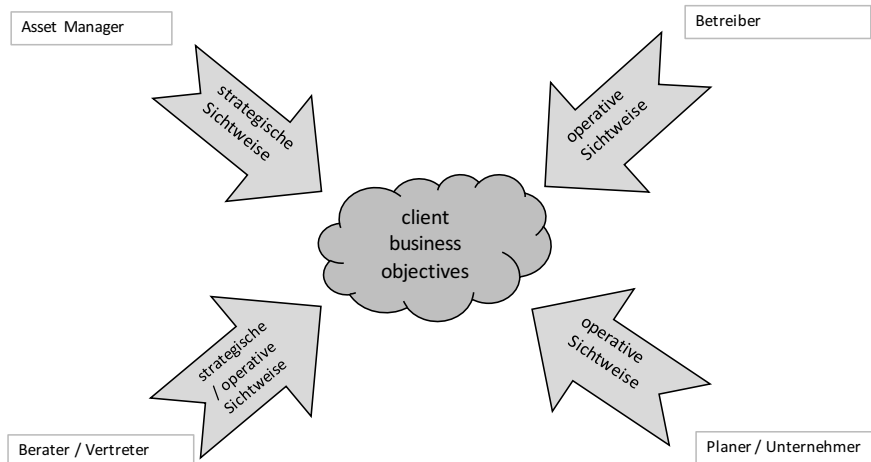 Asset Manager
Betreiber
strategische
Sichtweise
operative
Sichtweise
client
business
objectives
strategische
/ operative
Sichtweise
operative
Sichtweise
Berater / Vertreter
Planer / Unternehmer